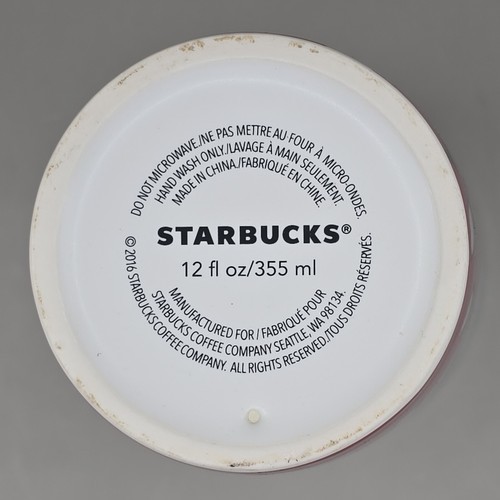 DO NOT MICROWAVE./NE PAS METTRE AU FOUR À MICRO-ONDES.
HAND WASH ONLY./LAVAGE À MAIN SEULEMENT.
MADE IN CHINA./FABRIQUÉ EN CHINE.
STARBUCKS®
12 fl oz/355 ml
MANUFACTURED FOR / FABRIQUÉ POUR
STARBUCKS COFFEE COMPANY SEATTLE, WA 98134.
©2016 STARBUCKS COFFEE COMPANY. ALL RIGHTS RESERVED./TOUS DROITS RÉSERVÉS.